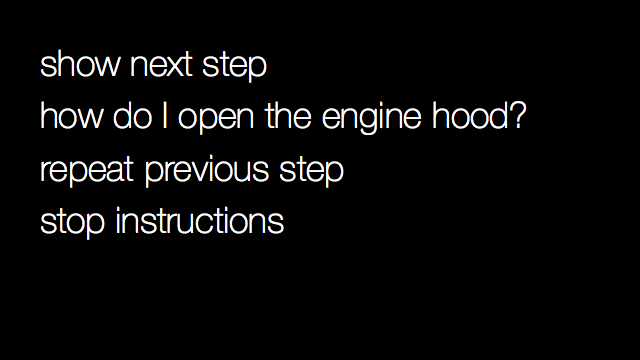 show next step
how do I open the engine hood?
repeat previous step
stop instructions